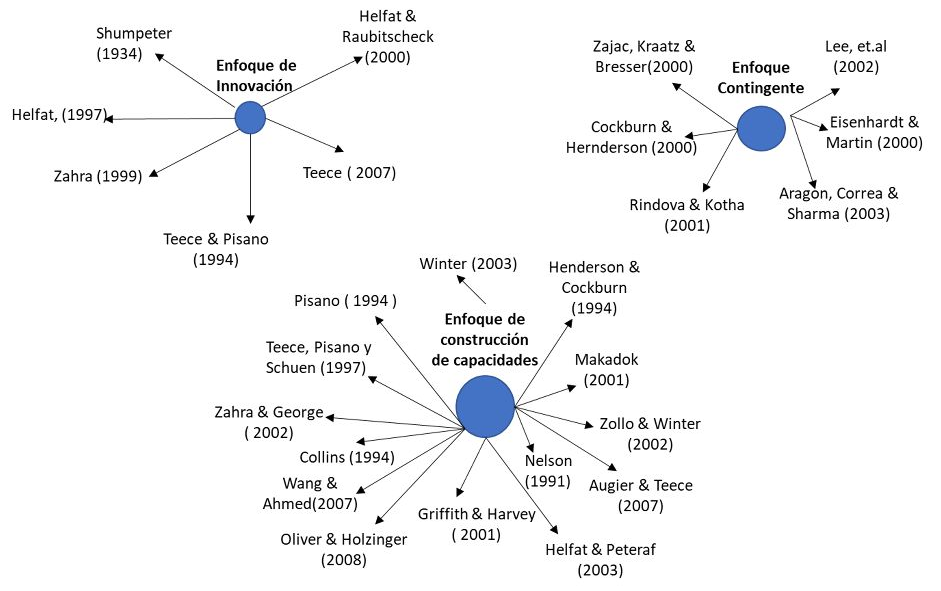 Shumpeter
(1934)
Helfat &
Raubitscheck
(2000)
Enfoque de
Innovación
Helfat, (1997)
Zahra (1999)
Teece ( 2007)
Teece & Pisano
(1994)
Zajac, Kraatz &
Bresser(2000)
Enfoque
Contingente
Lee, et.al
(2002)
Cockburn &
Hernderson (2000)
Eisenhardt &
Martin (2000)
Rindova & Kotha
(2001)
Aragon, Correa &
Sharma (2003)
Winter (2003)
Henderson &
Cockburn
(1994)
Pisano ( 1994 )
Enfoque de
construcción
de capacidades
Teece, Pisano y
Schuen (1997)
Makadok
(2001)
Zahra & George
( 2002)
Zollo & Winter
(2002)
Collins (1994)
Nelson
(1991)
Wang &
Ahmed(2007)
Augier & Teece
(2007)
Griffith & Harvey
( 2001)
Oliver & Holzinger
(2008)
Helfat & Peteraf
(2003)